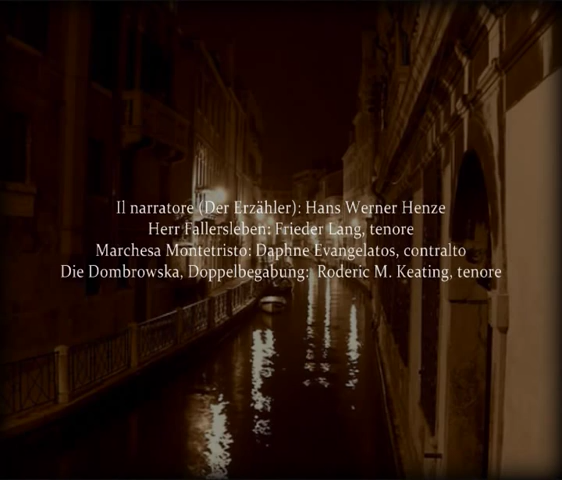 Il narratore (Der Erzähler): Hans Werner Henze
Herr Fallersleben: Frieder Lang, tenore
Marchesa Montetristo: Daphne Evangelatos, contralto
Die Dombrowska, Doppelbegabung:  Roderic M. Keating, tenore